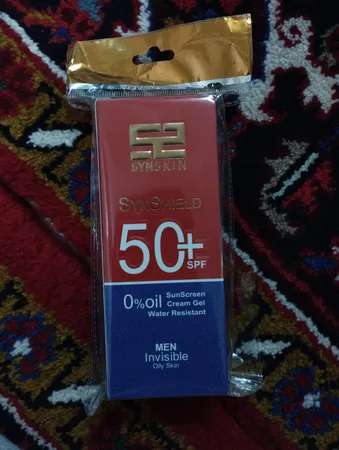 SYNSKIN
SYNSHIELD
50+
SPF
0%oil
SunScreen
Cream Gel
Water Resistant
MEN
Invisible
Oily Skin